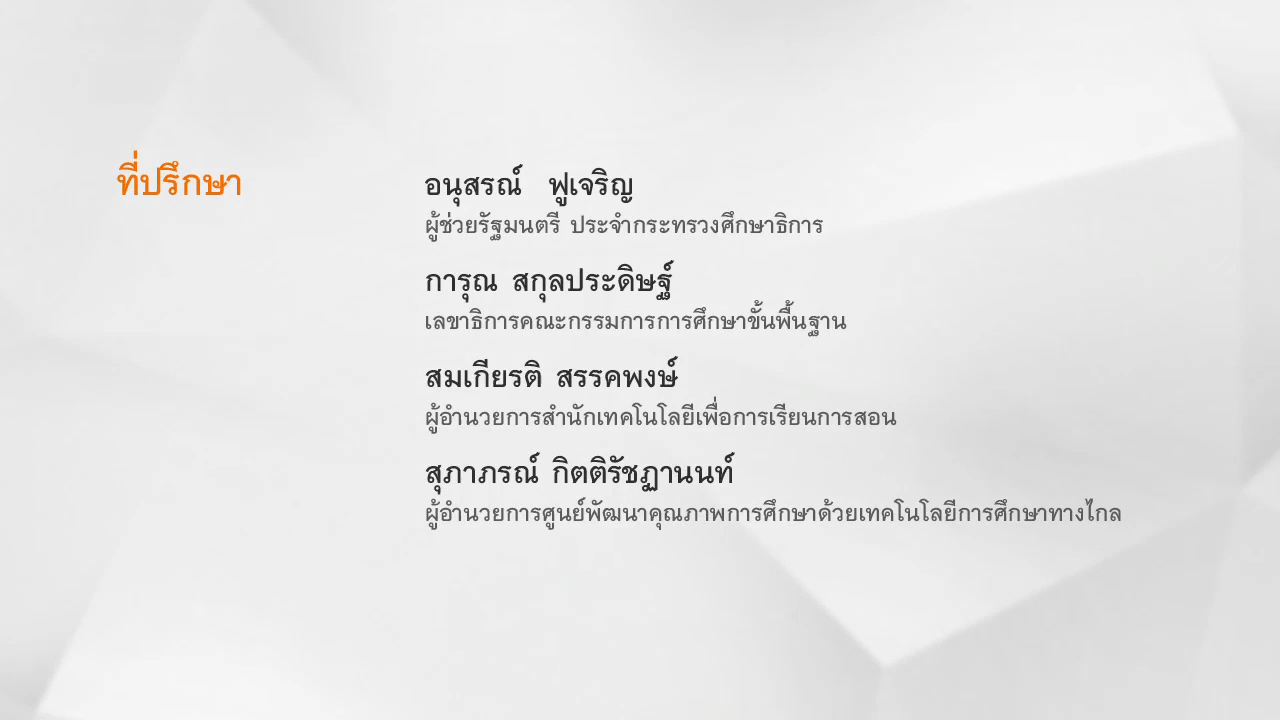 ที่ปรึกษา
อนุสรณ์ ฟูเจริญ
ผู้ช่วยรัฐมนตรี ประจำกระทรวงศึกษาธิการ
การุณ สกุลประดิษฐ์
เลขาธิการคณะกรรมการการศึกษาขั้นพื้นฐาน
สมเกียรติ สรรคพงษ์
ผู้อำนวยการสำนักเทคโนโลยีเพื่อการเรียนการสอน
สุภาภรณ์ กิตติรัชฏานนท์
ผู้อำนวยการศูนย์พัฒนาคุณภาพการศึกษาด้วยเทคโนโลยีการศึกษาทางไกล